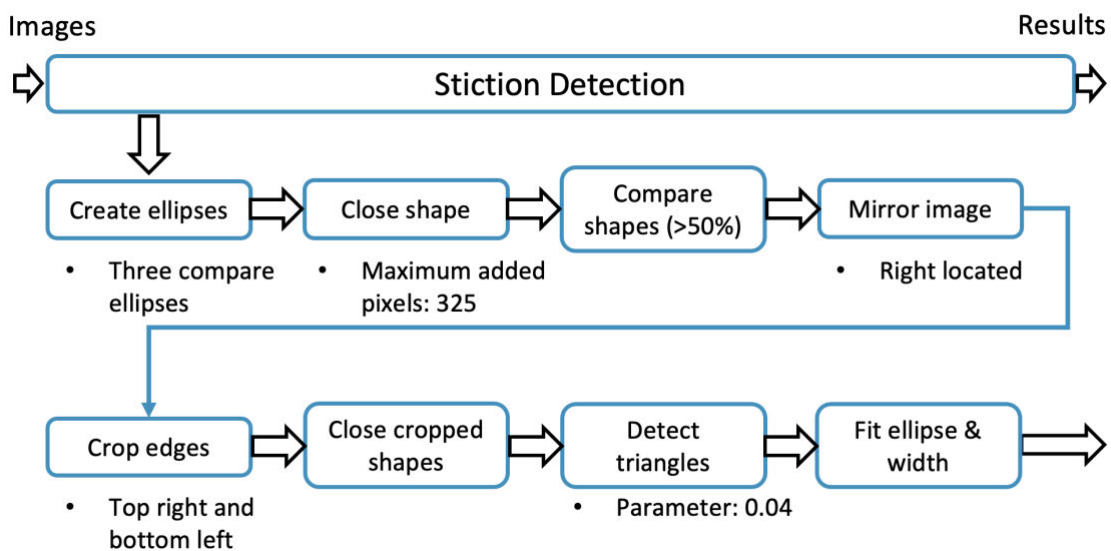 Images
Results
Stiction Detection
Create ellipses
Close shape
Compare
shapes (>50%)
Mirror image
• Three compare
ellipses
• Maximum added
pixels: 325
• Right located
Crop edges
Close cropped
shapes
Detect
triangles
Fit ellipse &
width
• Top right and
bottom left
• Parameter: 0.04